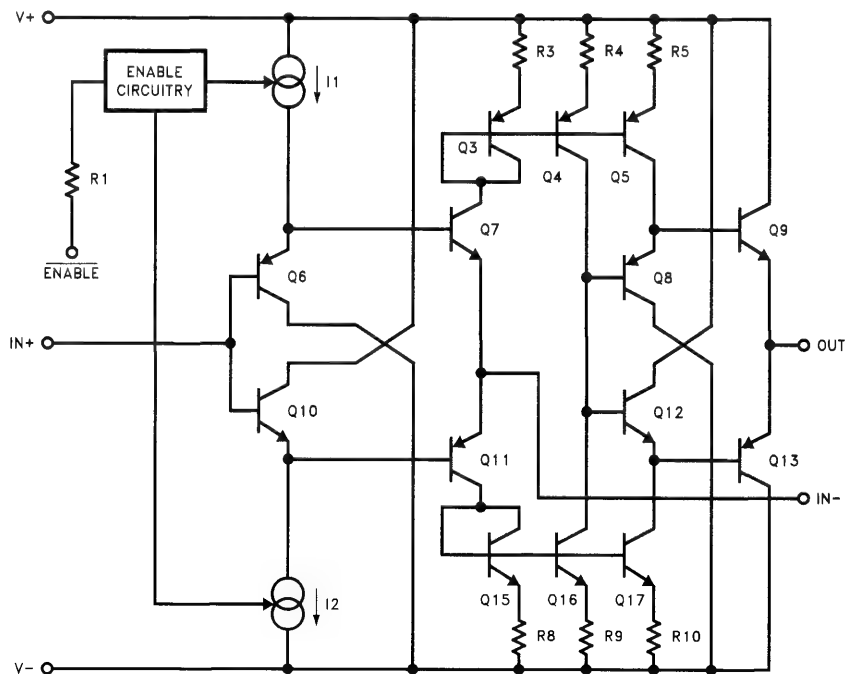 V+
ENABLE
CIRCUITRY
I1
R3
R4
R5
R1
Q3
Q4
Q5
ENABLE
Q6
Q7
Q8
Q9
IN+
OUT
Q10
Q11
Q12
Q13
IN-
I2
Q15
Q16
Q17
R8
R9
R10
V-